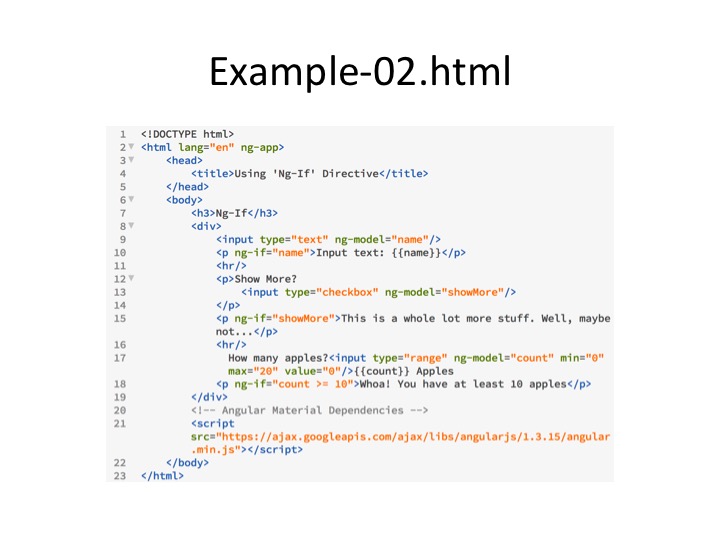 Example-02.html
1 <!DOCTYPE html>
2 <html lang="en" ng-app>
3 <head>
4 <title>Using 'Ng-If' Directive</title>
5 </head>
6 <body>
7 <h3>Ng-If</h3>
8 <div>
9 <input type="text" ng-model="name"/>
10 <p ng-if="name">Input text: {{name}}</p>
11 <hr/>
12 <p>Show More?
13 <input type="checkbox" ng-model="showMore"/>
14 </p>
15 <p ng-if="showMore">This is a whole lot more stuff. Well, maybe
not...</p>
16 <hr/>
17 How many apples?<input type="range" ng-model="count" min="0"
max="20" value="0"/>{{count}} Apples
18 <p ng-if="count >= 10">Whoa! You have at least 10 apples</p>
19 </div>
20 <!-- Angular Material Dependencies -->
21 <script
src="https://ajax.googleapis.com/ajax/libs/angularjs/1.3.15/angular
.min.js"></script>
22 </body>
23 </html>